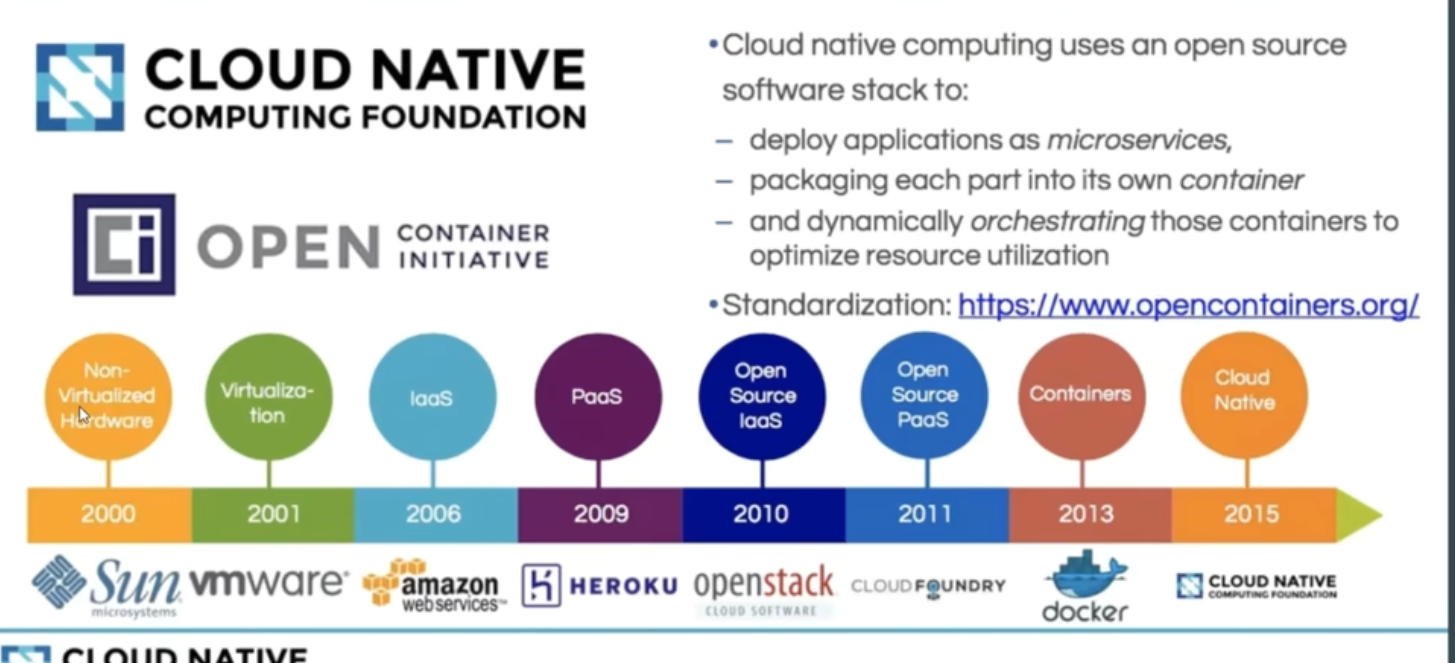 CLOUD NATIVE
COMPUTING FOUNDATION
OPEN CONTAINER
INITIATIVE
•Cloud native computing uses an open source
software stack to:
– deploy applications as microservices,
– packaging each part into its own container
– and dynamically orchestrating those containers to
optimize resource utilization
•Standardization: https://www.opencontainers.org/
Non-
Virtualized
Hardware
Virtualiza-
tion
IaaS
PaaS
Open
Source
IaaS
Open
Source
PaaS
Containers
Cloud
Native
2000 2001 2006 2009 2010 2011 2013 2015
Sun
microsystems
vmware®
amazon
webservices™
HEROKU
openstack
CLOUD SOFTWARE
CLOUDFOUNDRY
docker
CLOUD NATIVE
COMPUTING FOUNDATION
CLOUD NATIVE